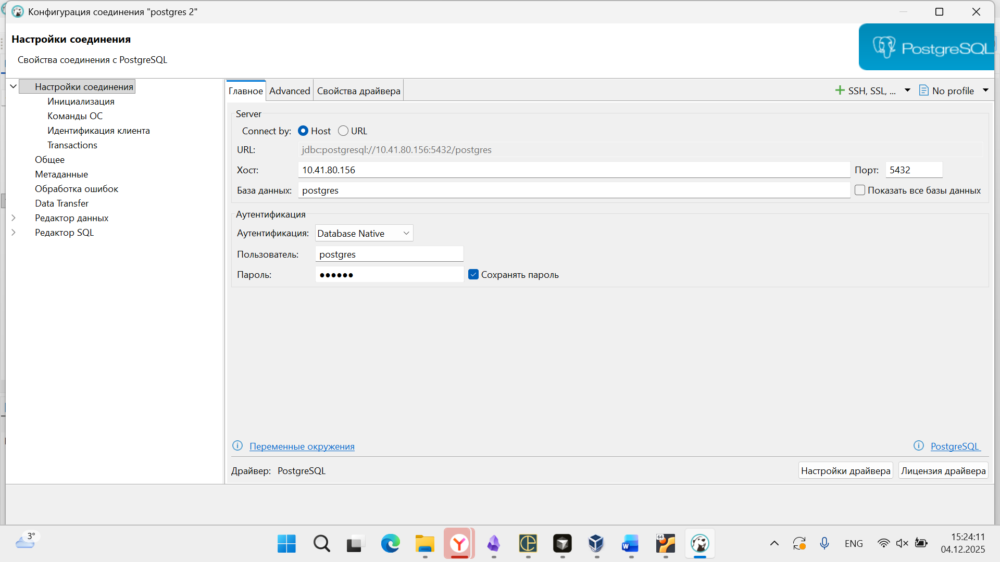 Конфигурация соединения "postgres 2"
Настройки соединения
Свойства соединения с PostgreSQL
PostgreSQL
Настройки соединения
Инициализация
Команды ОС
Идентификация клиента
Transactions
Общее
Метаданные
Обработка ошибок
Data Transfer
Редактор данных
Редактор SQL
Главное Advanced Свойства драйвера SSH, SSL, ... No profile
Server
Connect by: Host URL
URL: jdbc:postgresql://10.41.80.156:5432/postgres
Хост: 10.41.80.156 Порт: 5432
База данных: postgres Показать все базы данных
Аутентификация
Аутентификация: Database Native
Пользователь: postgres
Пароль: ●●●●●● Сохранять пароль
Переменные окружения PostgreSQL
Драйвер: PostgreSQL Настройки драйвера Лицензия драйвера
3°
64
ENG
15:24:11
04.12.2025